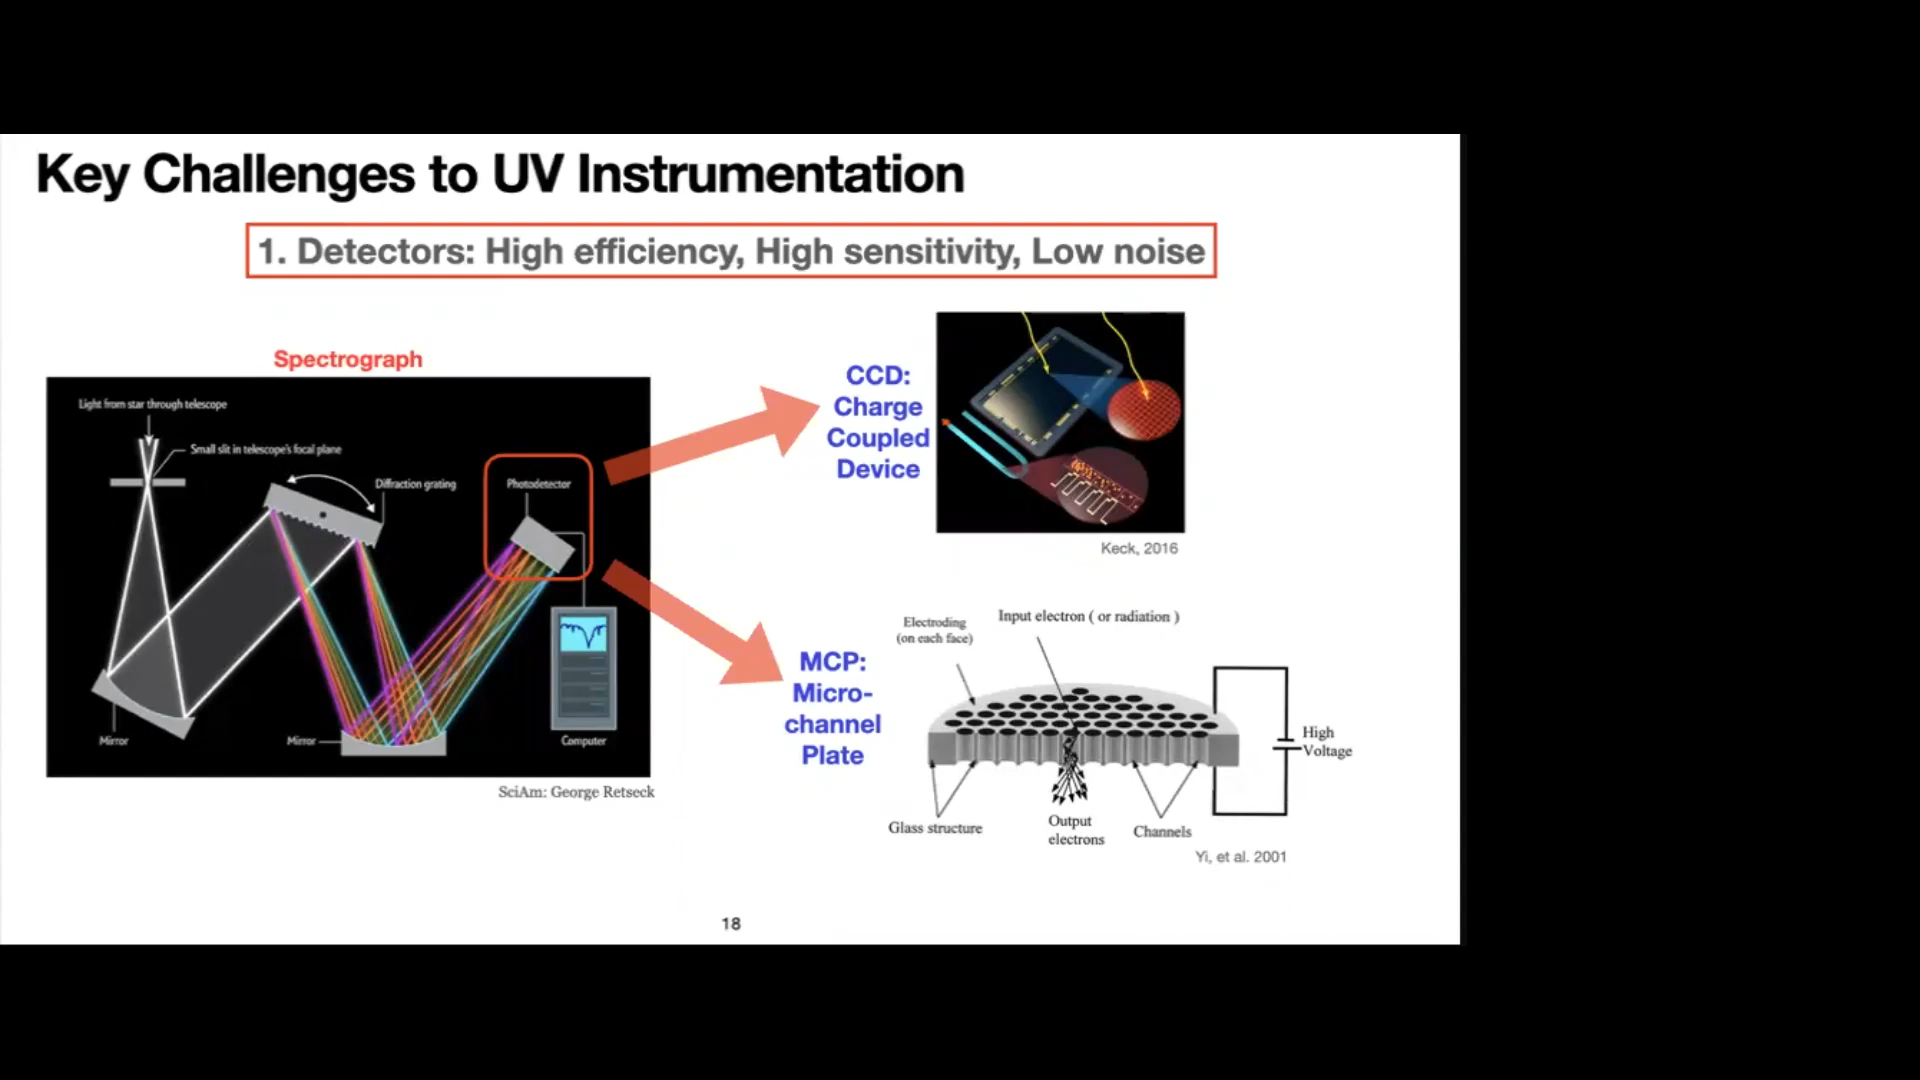 Key Challenges to UV Instrumentation
1. Detectors: High efficiency, High sensitivity, Low noise
Spectrograph
Light from star through telescope
Small slit in telescope's focal plane
Diffraction grating
Photodetector
Mirror
Mirror
Computer
SciAm: George Retseck
CCD:
Charge
Coupled
Device
Keck, 2016
MCP:
Micro-
channel
Plate
Electroding
(on each face)
Input electron ( or radiation )
High
Voltage
Glass structure
Output
electrons
Channels
Yi, et al. 2001
18